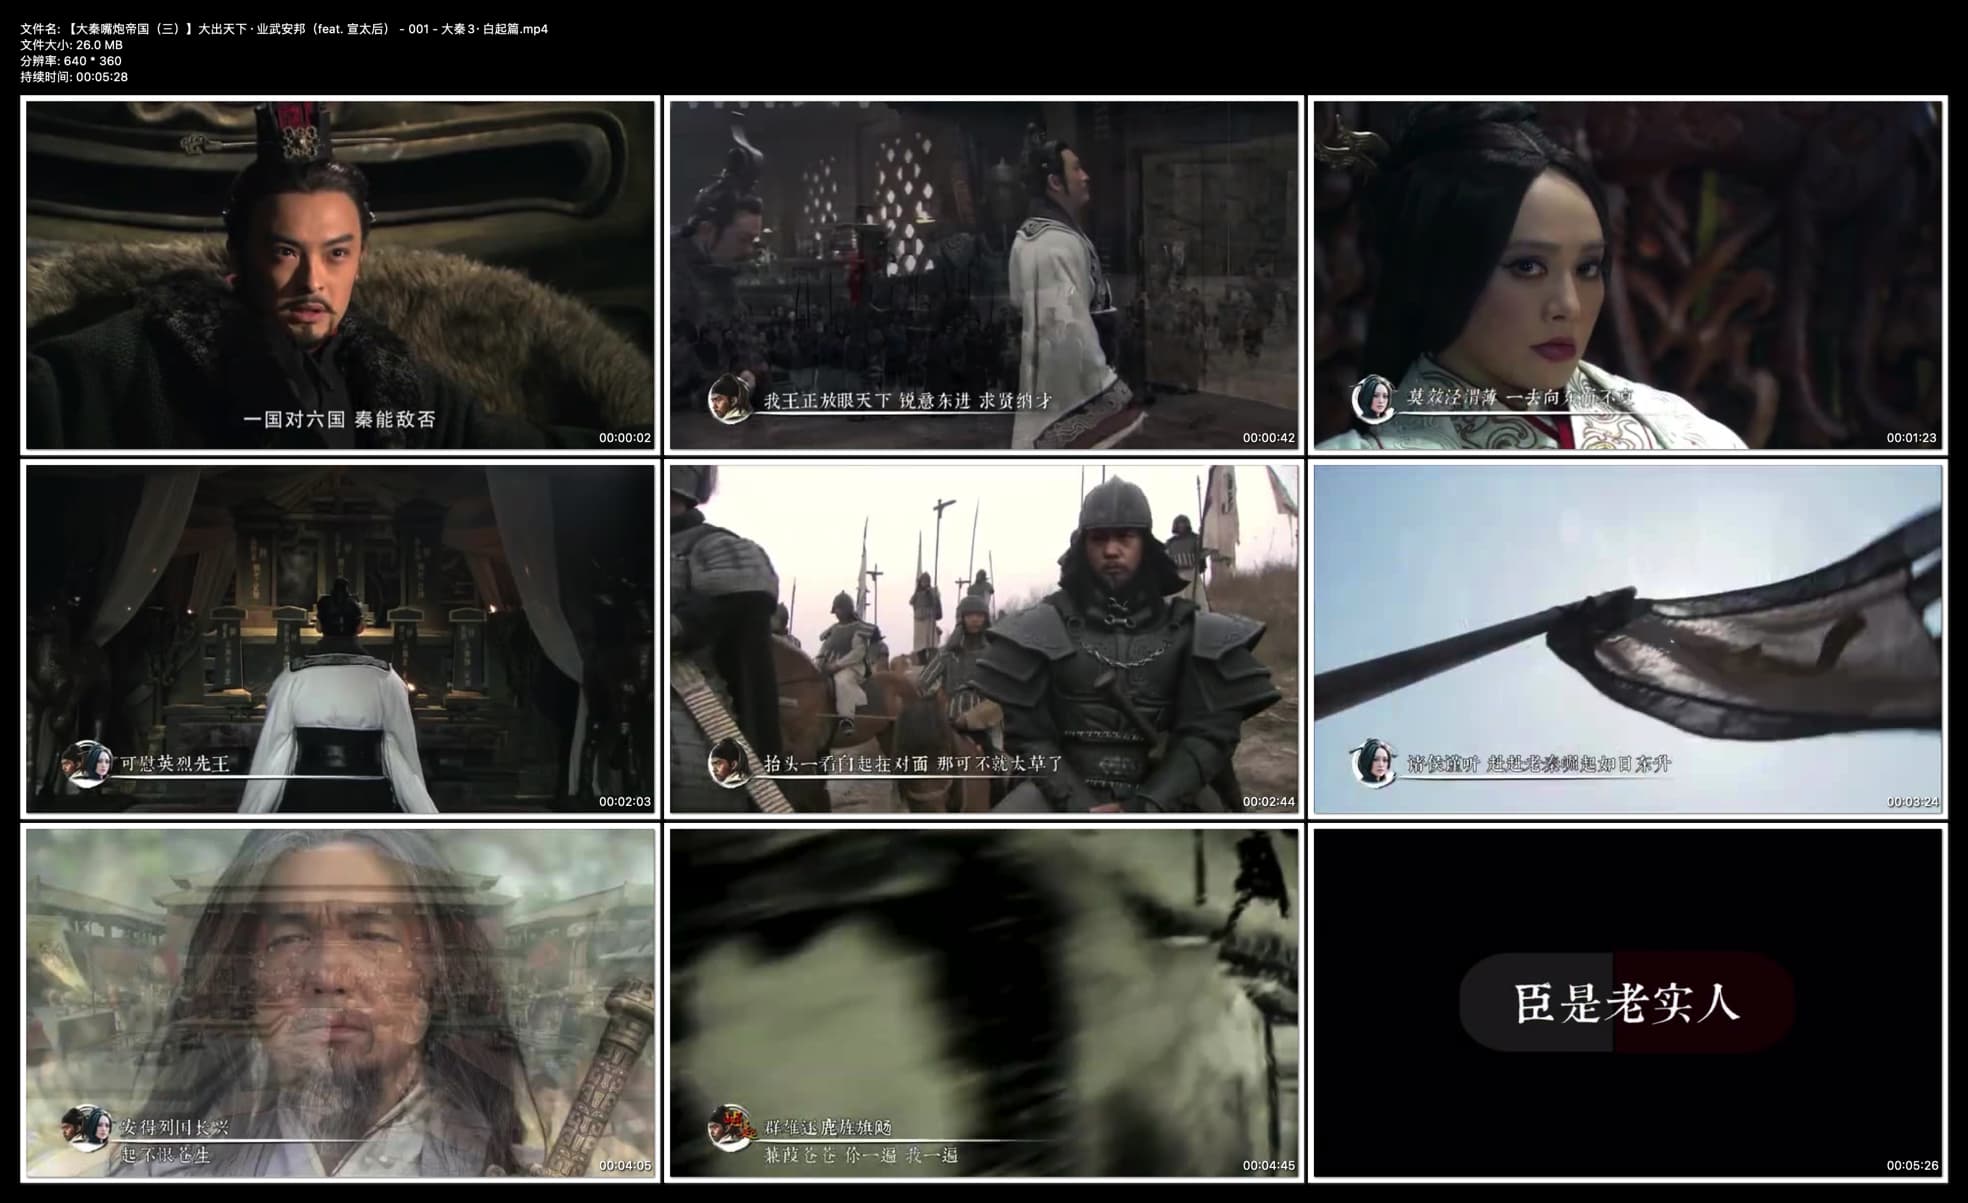 文件名: 【大秦嘴炮帝国（三）】大出天下 · 业武安邦（feat. 宣太后） - 001 - 大秦 3 · 白起篇.mp4
文件大小: 26.0 MB
分辨率: 640 * 360
持续时间: 00:05:28
一国对六国 秦能敌否
00:00:02
我王正放眼天下 锐意东进 求贤纳才
00:00:42
莫效泾渭薄 一去向东
00:01:23
可慰英烈先王
00:02:03
抬头一看白起在对面 那可不就太草了
00:02:44
诸侯谨听 赳赳老秦崛起如日东升
00:03:24
安得列国长兴
起不恨苍生
00:04:05
群雄逐鹿旌旗飏
蒹葭苍苍 你一遍 我一遍
00:04:45
臣是老实人
00:05:26